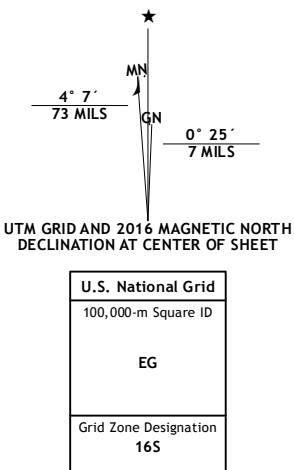 ★
MN
4° 7´
73 MILS
GN
0° 25´
7 MILS
UTM GRID AND 2016 MAGNETIC NORTH
DECLINATION AT CENTER OF SHEET
U.S. National Grid
100,000-m Square ID
EG
Grid Zone Designation
16S